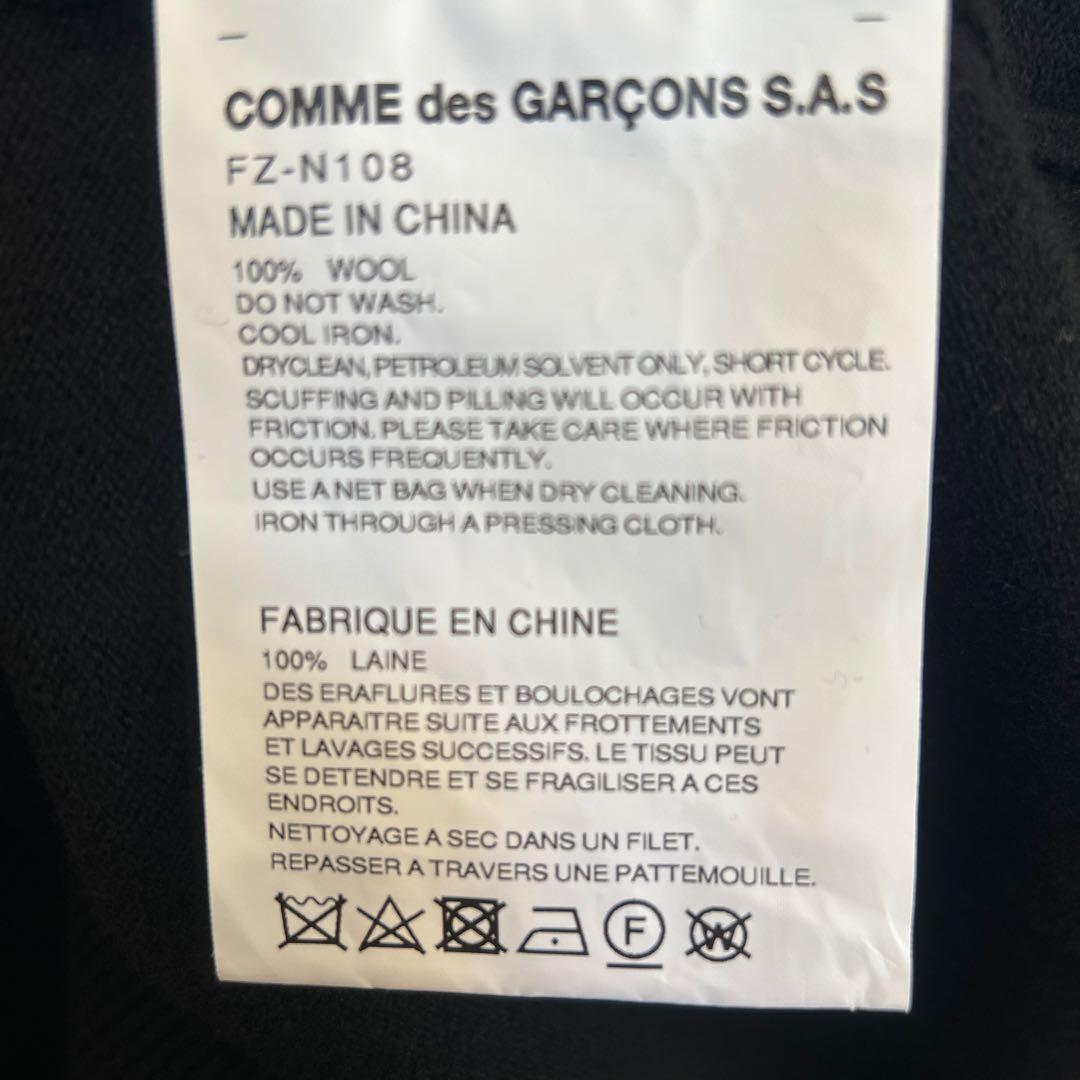 COMME des GARÇONS S.A.S
FZ-N108
MADE IN CHINA
100% WOOL
DO NOT WASH.
COOL IRON.
DRYCLEAN, PETROLEUM SOLVENT ONLY, SHORT CYCLE.
SCUFFING AND PILLING WILL OCCUR WITH
FRICTION. PLEASE TAKE CARE WHERE FRICTION
OCCURS FREQUENTLY.
USE A NET BAG WHEN DRY CLEANING.
IRON THROUGH A PRESSING CLOTH.
FABRIQUE EN CHINE
100% LAINE
DES ERAFLURES ET BOULOCHAGES VONT
APPARAITRE SUITE AUX FROTTEMENTS
ET LAVAGES SUCCESSIFS. LE TISSU PEUT
SE DETENDRE ET SE FRAGILISER A CES
ENDROITS.
NETTOYAGE A SEC DANS UN FILET.
REPASSER A TRAVERS UNE PATTEMOUILLE.
F W